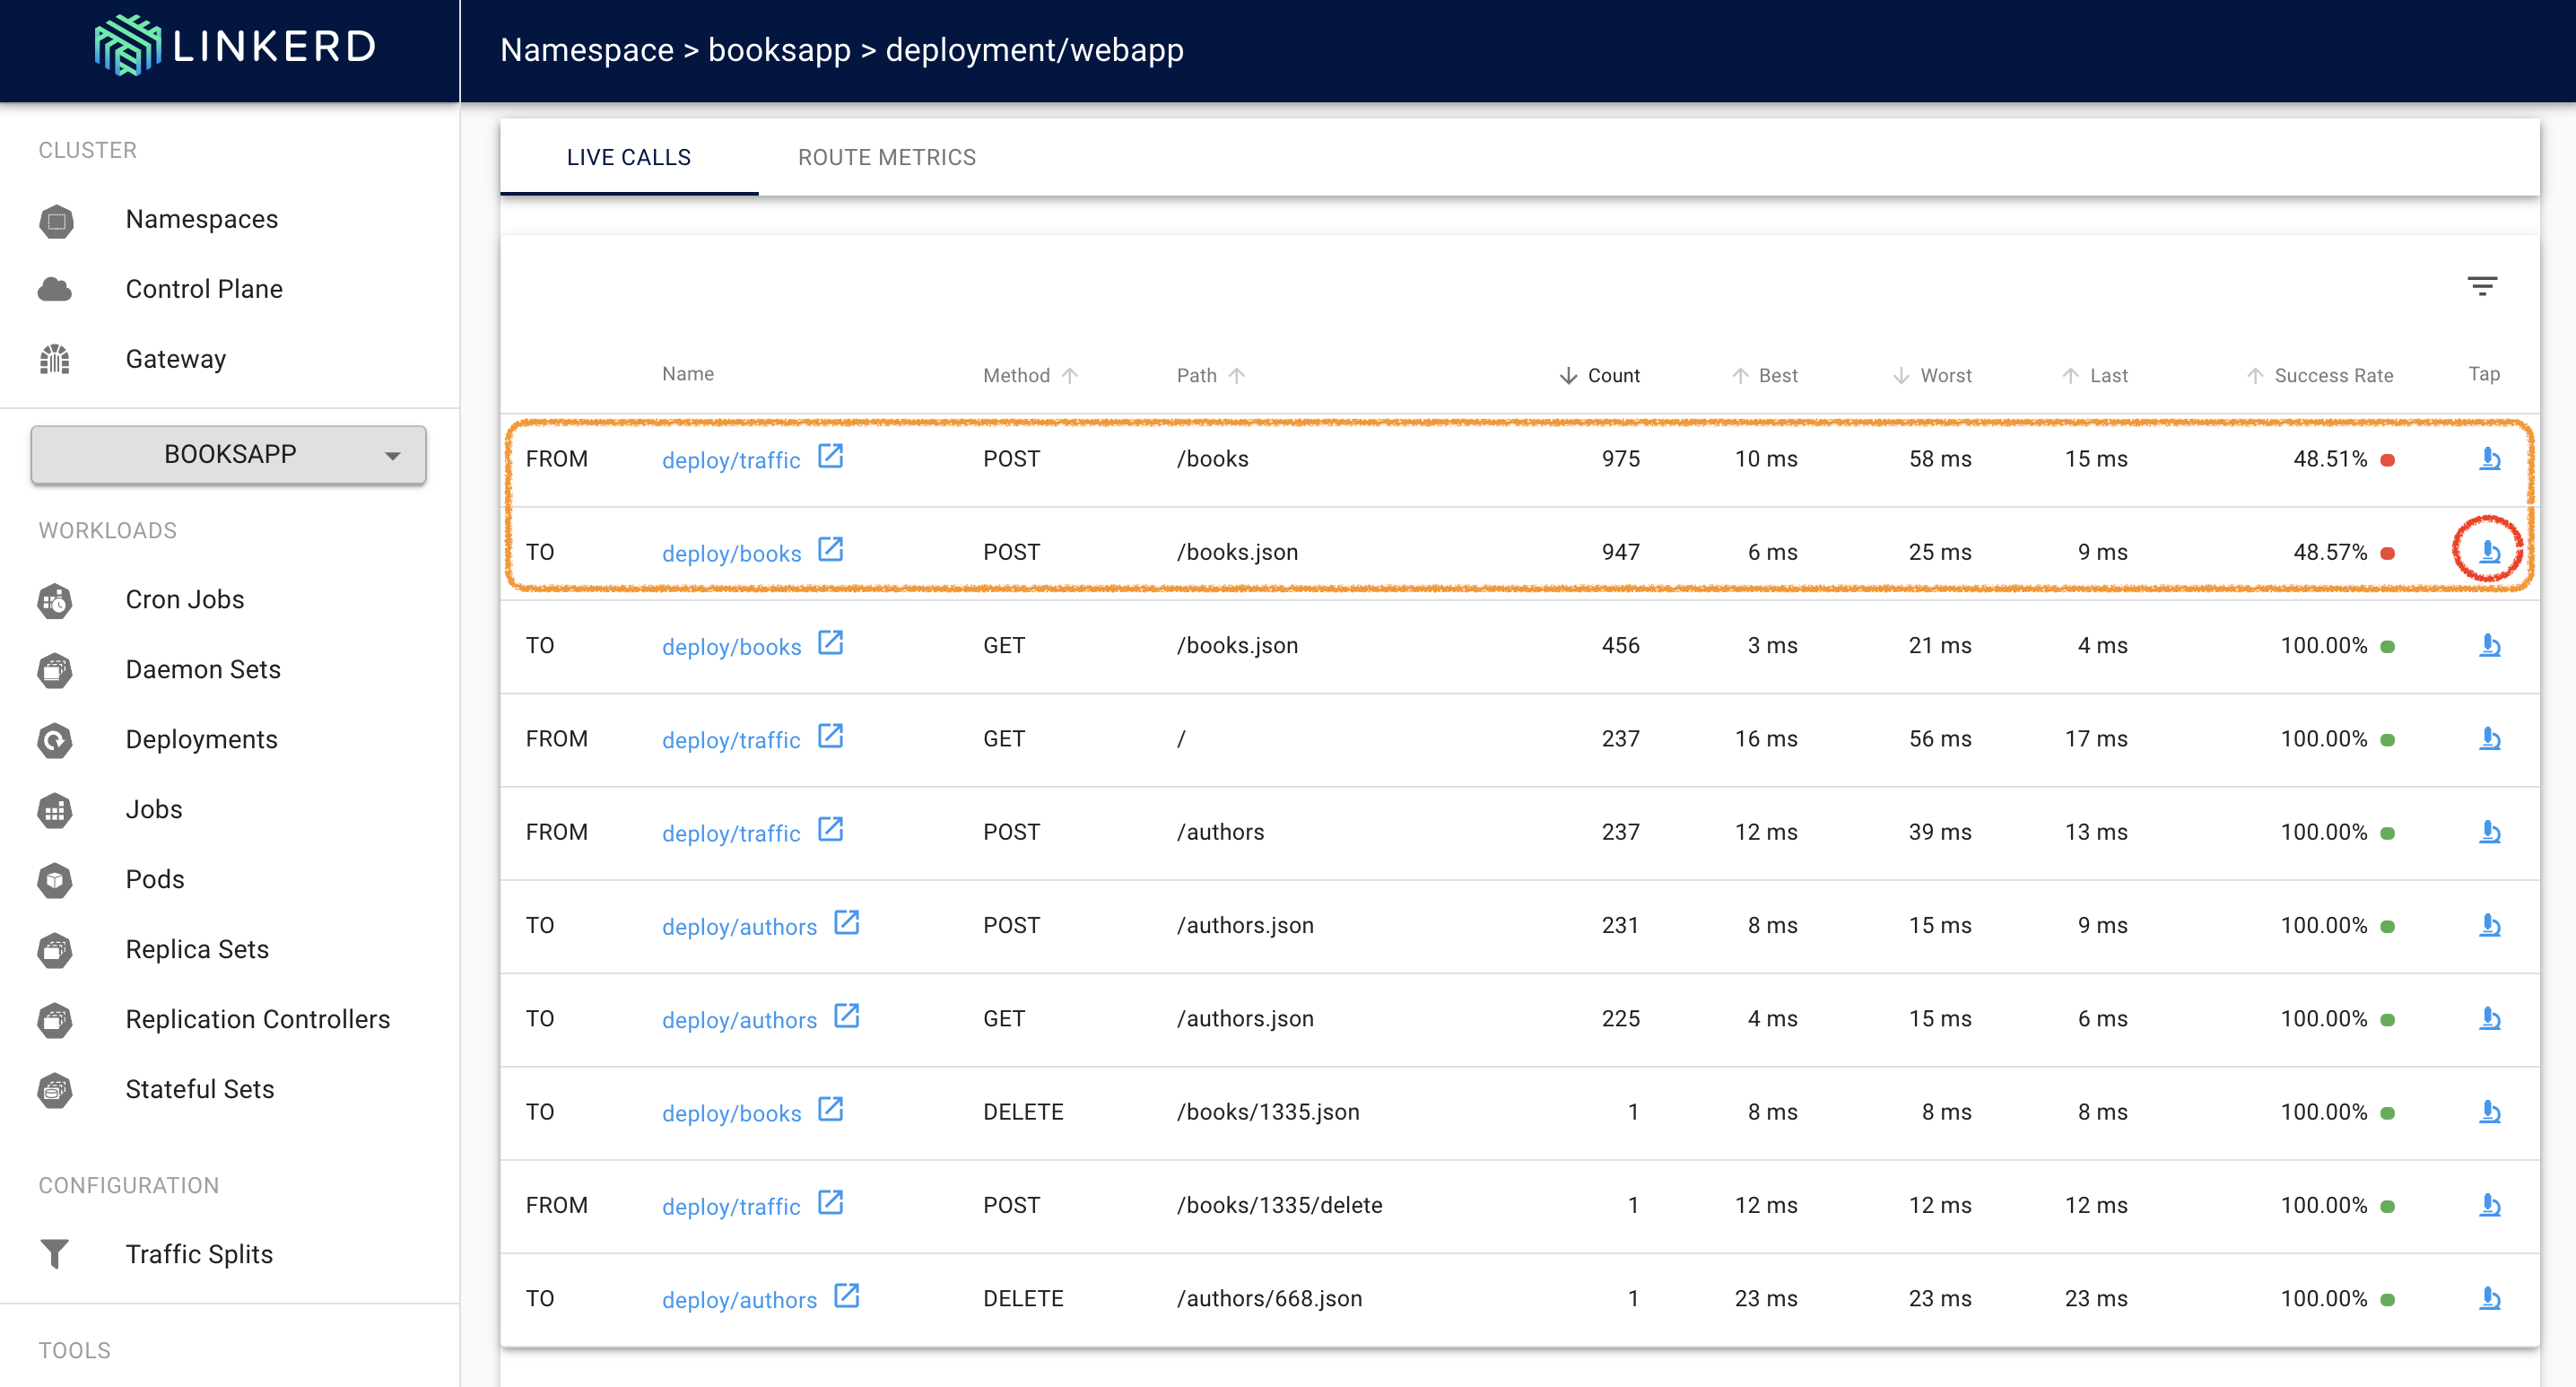 LINKERD
Namespace > booksapp > deployment/webapp
CLUSTER
Namespaces
Control Plane
Gateway
BOOKSAPP
WORKLOADS
Cron Jobs
Daemon Sets
Deployments
Jobs
Pods
Replica Sets
Replication Controllers
Stateful Sets
CONFIGURATION
Traffic Splits
TOOLS
LIVE CALLS ROUTE METRICS
Name Method Path Count Best Worst Last Success Rate Tap
FROM deploy/traffic POST /books 975 10 ms 58 ms 15 ms 48.51%
TO deploy/books POST /books.json 947 6 ms 25 ms 9 ms 48.57%
TO deploy/books GET /books.json 456 3 ms 21 ms 4 ms 100.00%
FROM deploy/traffic GET / 237 16 ms 56 ms 17 ms 100.00%
FROM deploy/traffic POST /authors 237 12 ms 39 ms 13 ms 100.00%
TO deploy/authors POST /authors.json 231 8 ms 15 ms 9 ms 100.00%
TO deploy/authors GET /authors.json 225 4 ms 15 ms 6 ms 100.00%
TO deploy/books DELETE /books/1335.json 1 8 ms 8 ms 8 ms 100.00%
FROM deploy/traffic POST /books/1335/delete 1 12 ms 12 ms 12 ms 100.00%
TO deploy/authors DELETE /authors/668.json 1 23 ms 23 ms 23 ms 100.00%